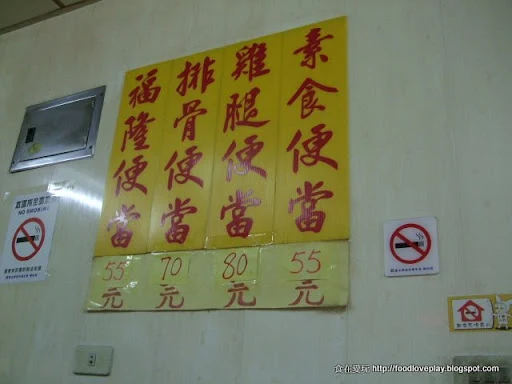 素食便當
雞腿便當
排骨便當
福隆便當
55元
80元
70元
55元
NO SMOKING
食在愛玩 http://foodloveplay.blogspot.com